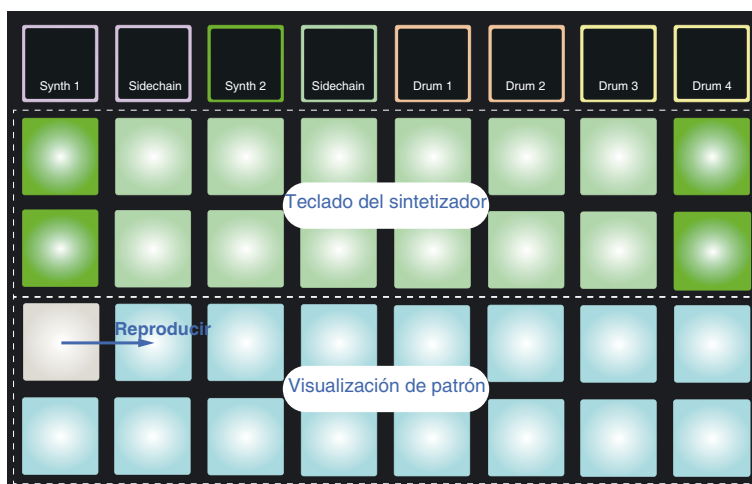 Synth 1 Sidechain Synth 2 Sidechain Drum 1 Drum 2 Drum 3 Drum 4
Teclado del sintetizador
Reproducir
Visualización de patrón